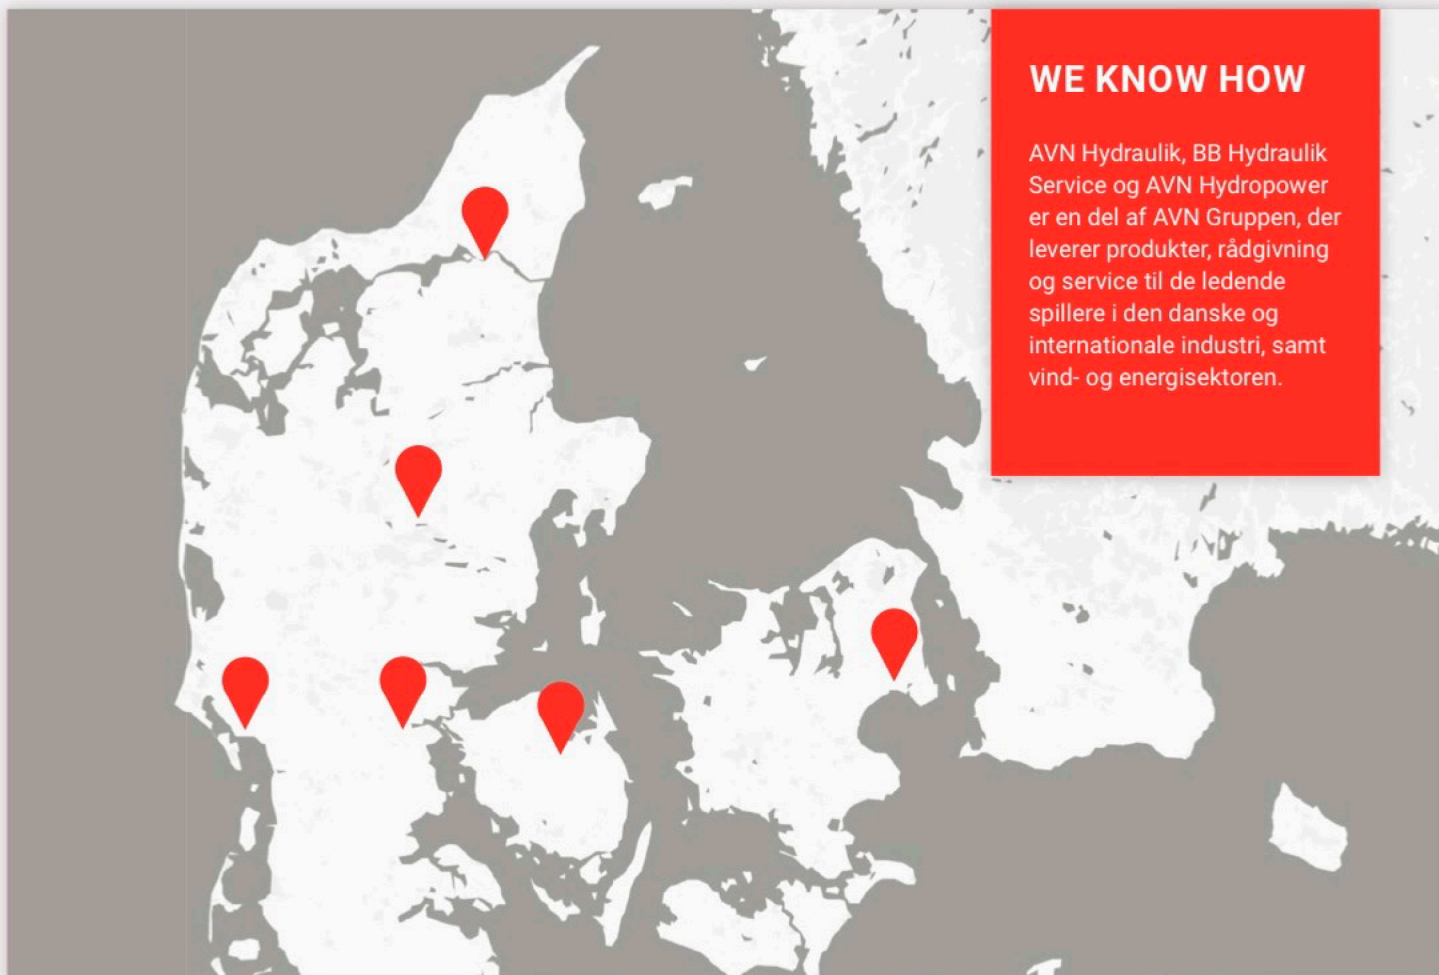 WE KNOW HOW
AVN Hydraulik, BB Hydraulik
Service og AVN Hydropower
er en del af AVN Gruppen, der
leverer produkter, rådgivning
og service til de ledende
spillere i den danske og
internationale industri, samt
vind- og energisektoren.